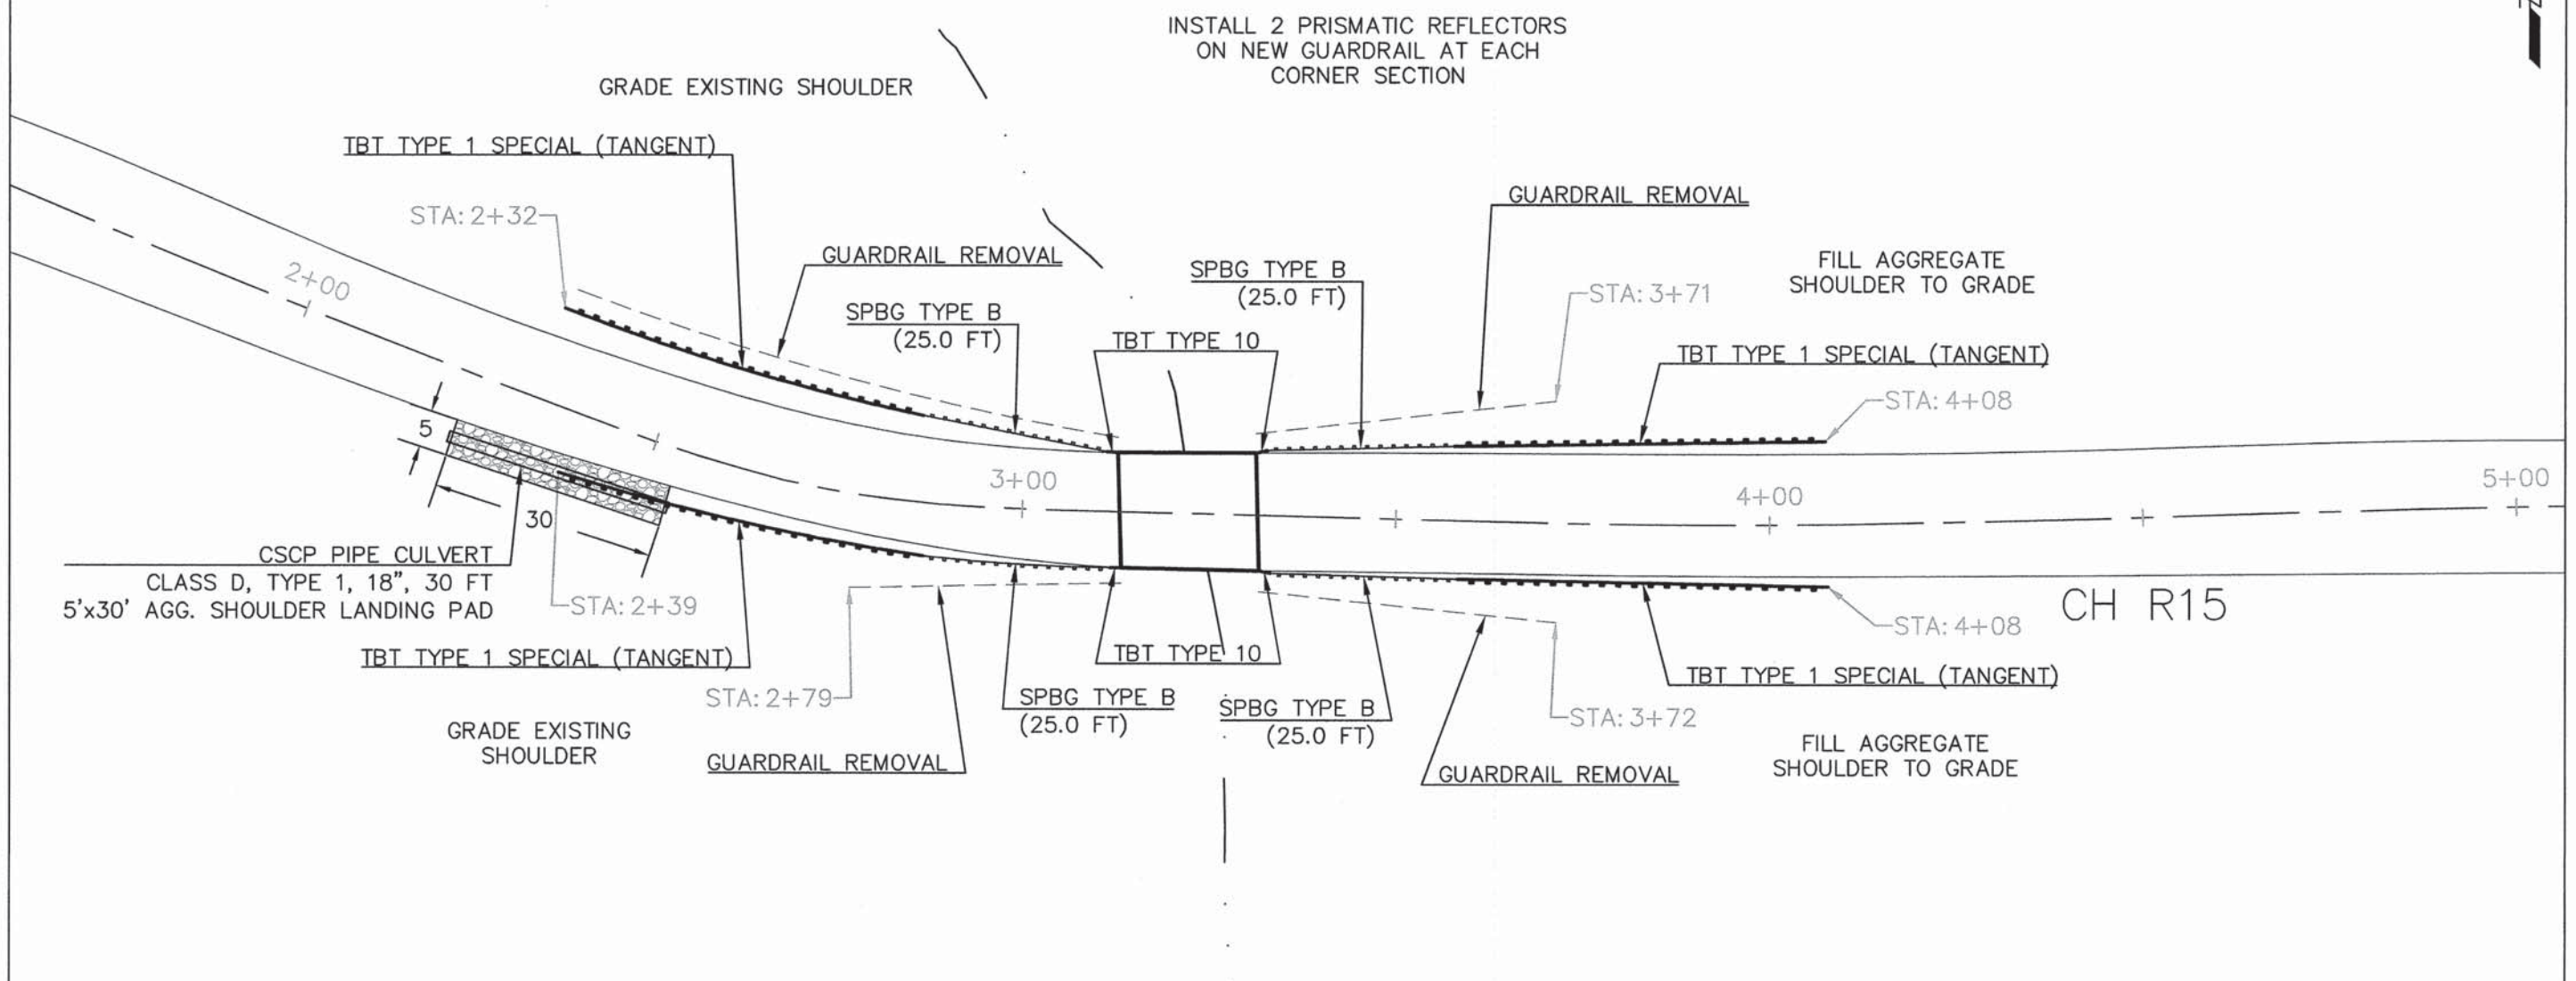 INSTALL 2 PRISMATIC REFLECTORS
ON NEW GUARDRAIL AT EACH
CORNER SECTION
GRADE EXISTING SHOULDER
TBT TYPE 1 SPECIAL (TANGENT)
STA: 2+32
GUARDRAIL REMOVAL
2+00
SPBG TYPE B
(25.0 FT)
SPBG TYPE B
(25.0 FT)
TBT TYPE 10
GUARDRAIL REMOVAL
STA: 3+71
FILL AGGREGATE
SHOULDER TO GRADE
TBT TYPE 1 SPECIAL (TANGENT)
STA: 4+08
5
30
3+00
4+00
5+00
CSCP PIPE CULVERT
CLASS D, TYPE 1, 18", 30 FT
5'x30' AGG. SHOULDER LANDING PAD
STA: 2+39
TBT TYPE 1 SPECIAL (TANGENT)
STA: 2+79
GRADE EXISTING
SHOULDER
GUARDRAIL REMOVAL
TBT TYPE 10
SPBG TYPE B
(25.0 FT)
SPBG TYPE B
(25.0 FT)
CH R15
STA: 4+08
TBT TYPE 1 SPECIAL (TANGENT)
STA: 3+72
GUARDRAIL REMOVAL
FILL AGGREGATE
SHOULDER TO GRADE